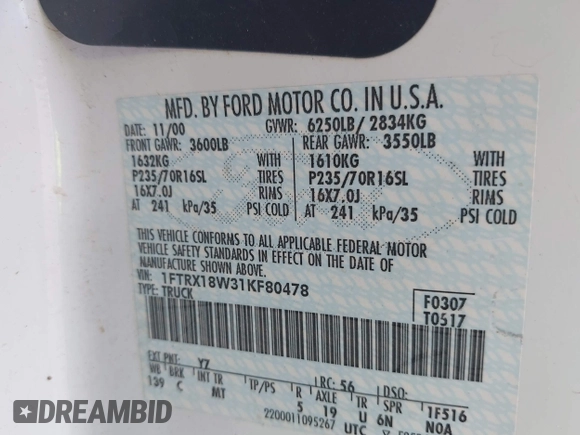 MFD. BY FORD MOTOR CO. IN U.S.A.
DATE: 11/00 GVWR: 6250LB/ 2834KG
FRONT GAWR: 3600LB REAR GAWR: 3550LB
1632KG WITH 1610KG WITH
P235/70R16SL TIRES P235/70R16SL TIRES
16X7.0J RIMS 16X7.0J RIMS
AT 241 kPa/35 PSI COLD AT 241 kPa/35 PSI COLD
THIS VEHICLE CONFORMS TO ALL APPLICABLE FEDERAL MOTOR
VEHICLE SAFETY STANDARDS IN EFFECT ON THE DATE OF
MANUFACTURE SHOWN ABOVE.
VIN: 1FTRX18W31KF80478 F0307
TYPE: TRUCK T0517
EXT PNT: Y7 RC: 56 DSO:
WB BRK INT TR TP/PS R AXLE TR SPR 1F516
139 C MT 5 19 U 6N N0A
2200011095267 UTC
DREAMBID